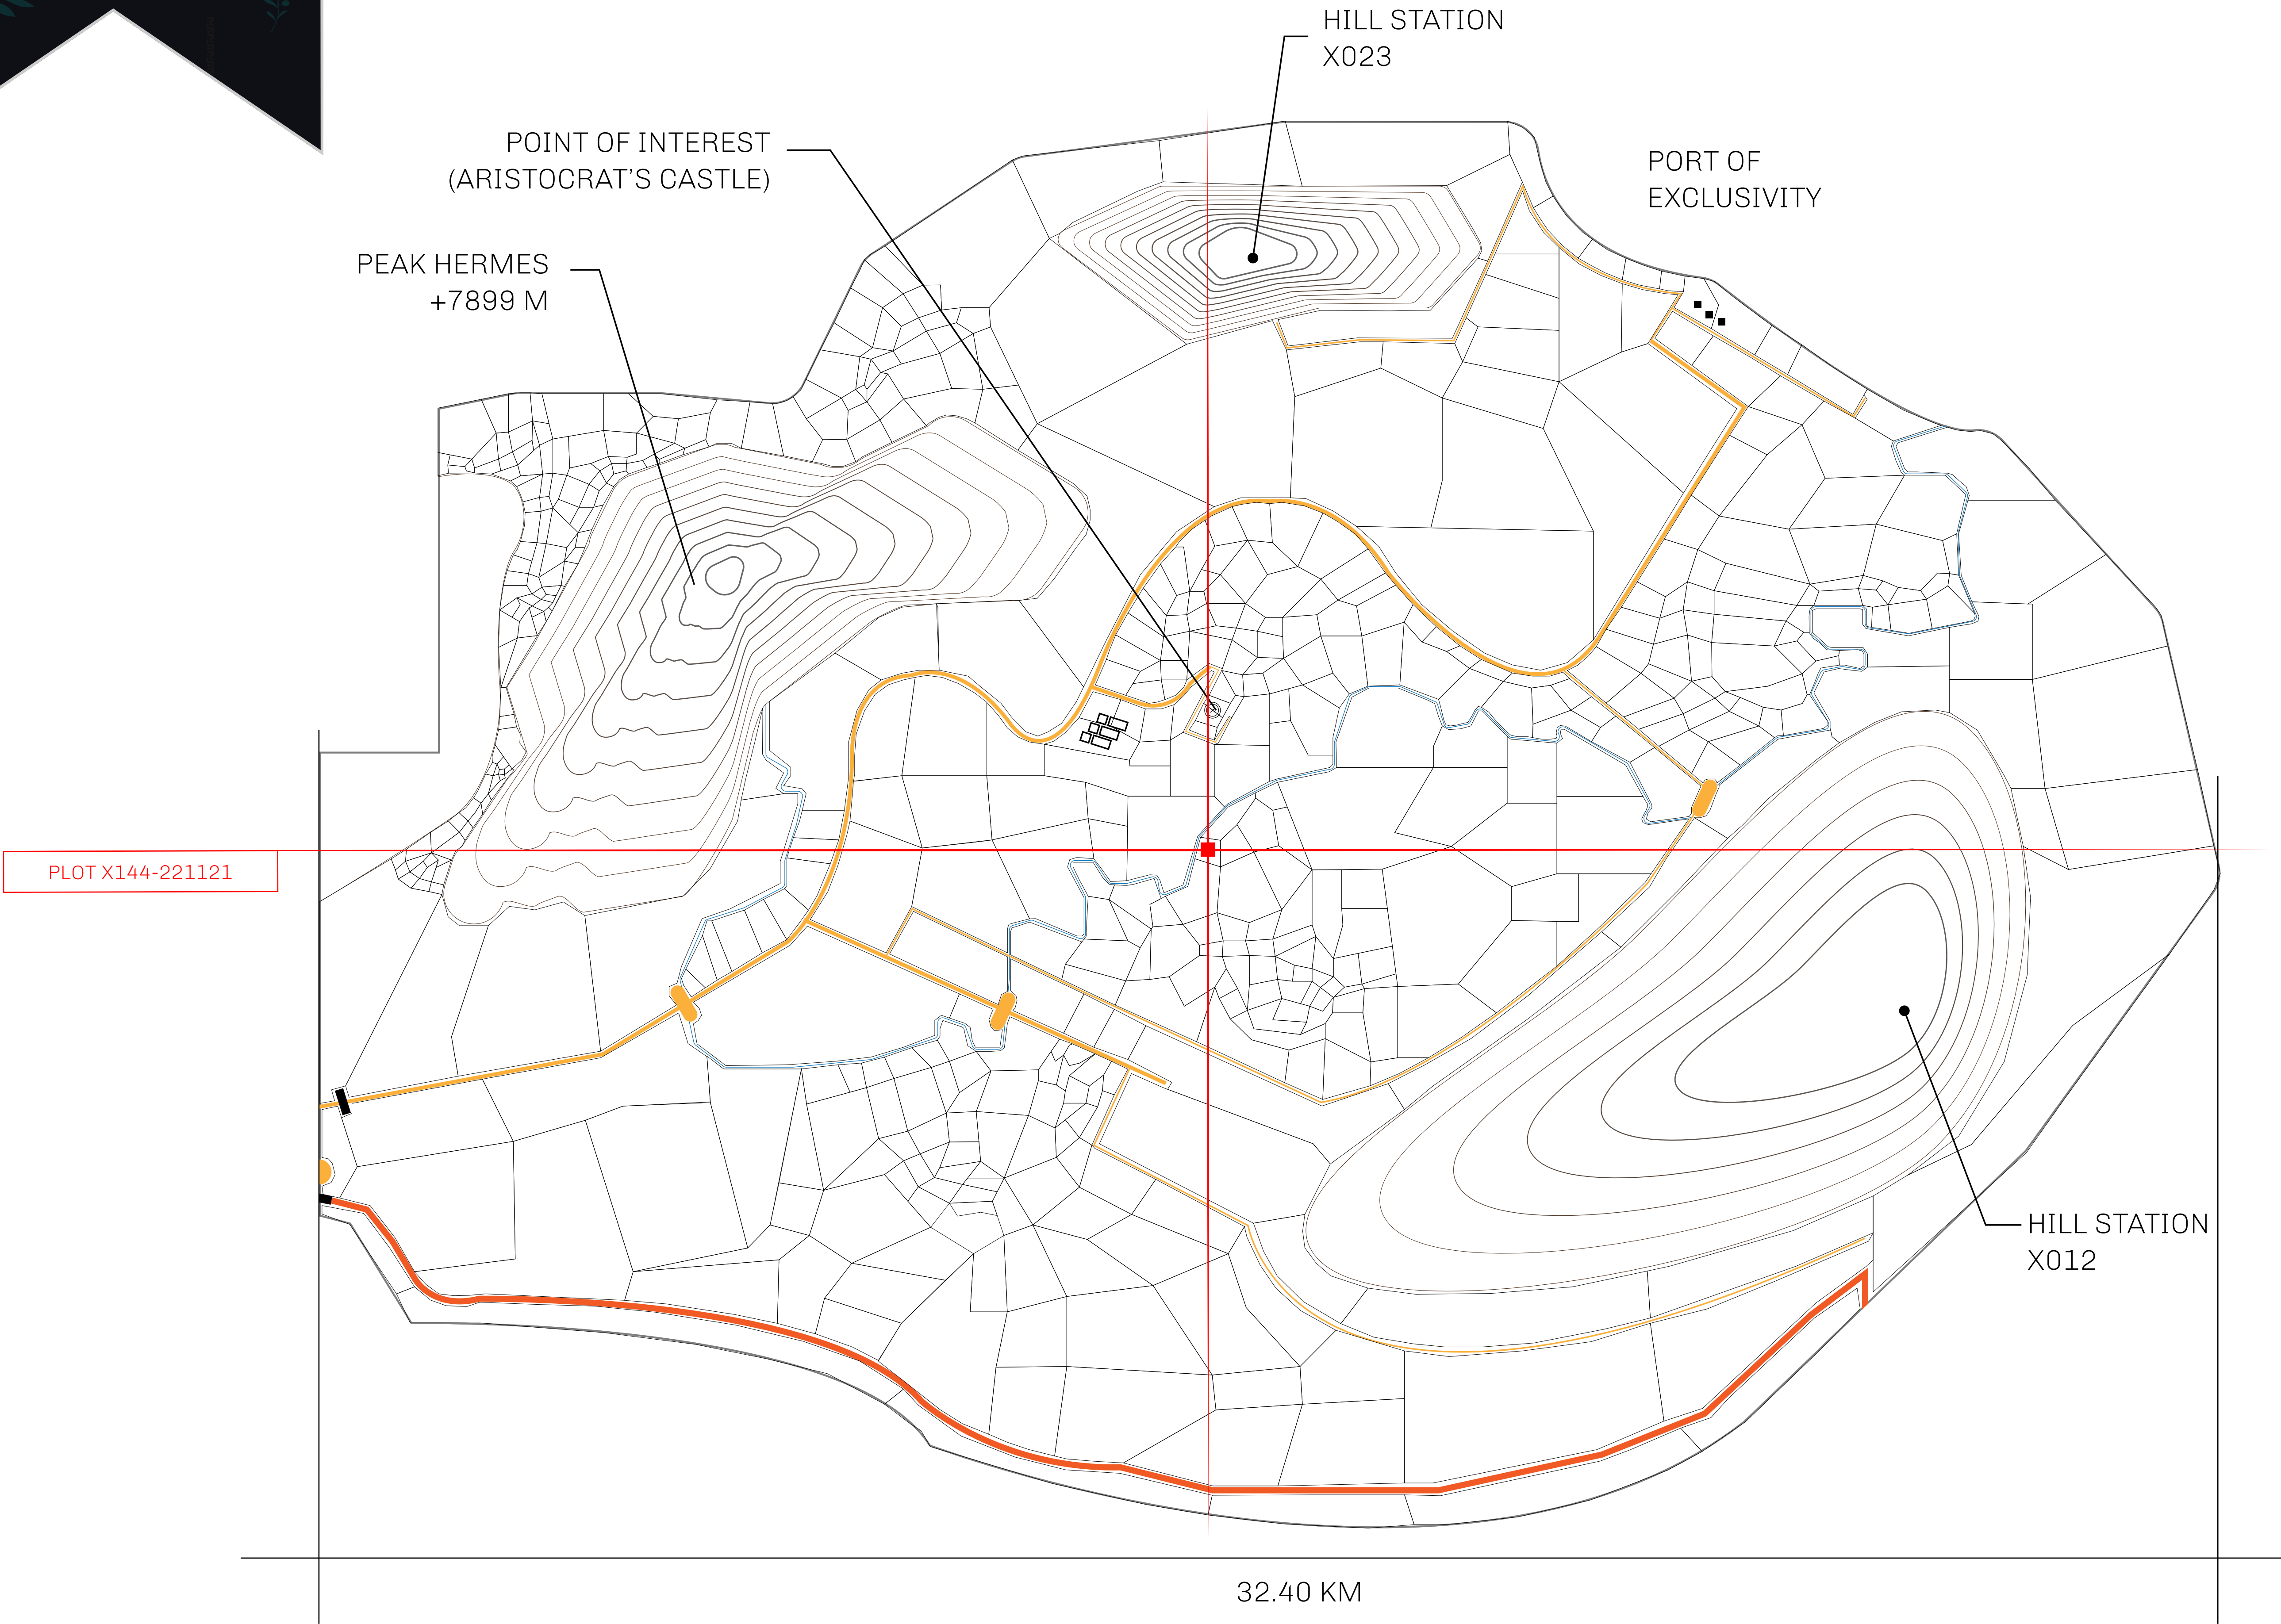 HILL STATION
X023
POINT OF INTEREST
(ARISTOCRAT'S CASTLE)
PORT OF
EXCLUSIVITY
PEAK HERMES
+7899 M
PLOT X144-221121
HILL STATION
X012
32.40 KM